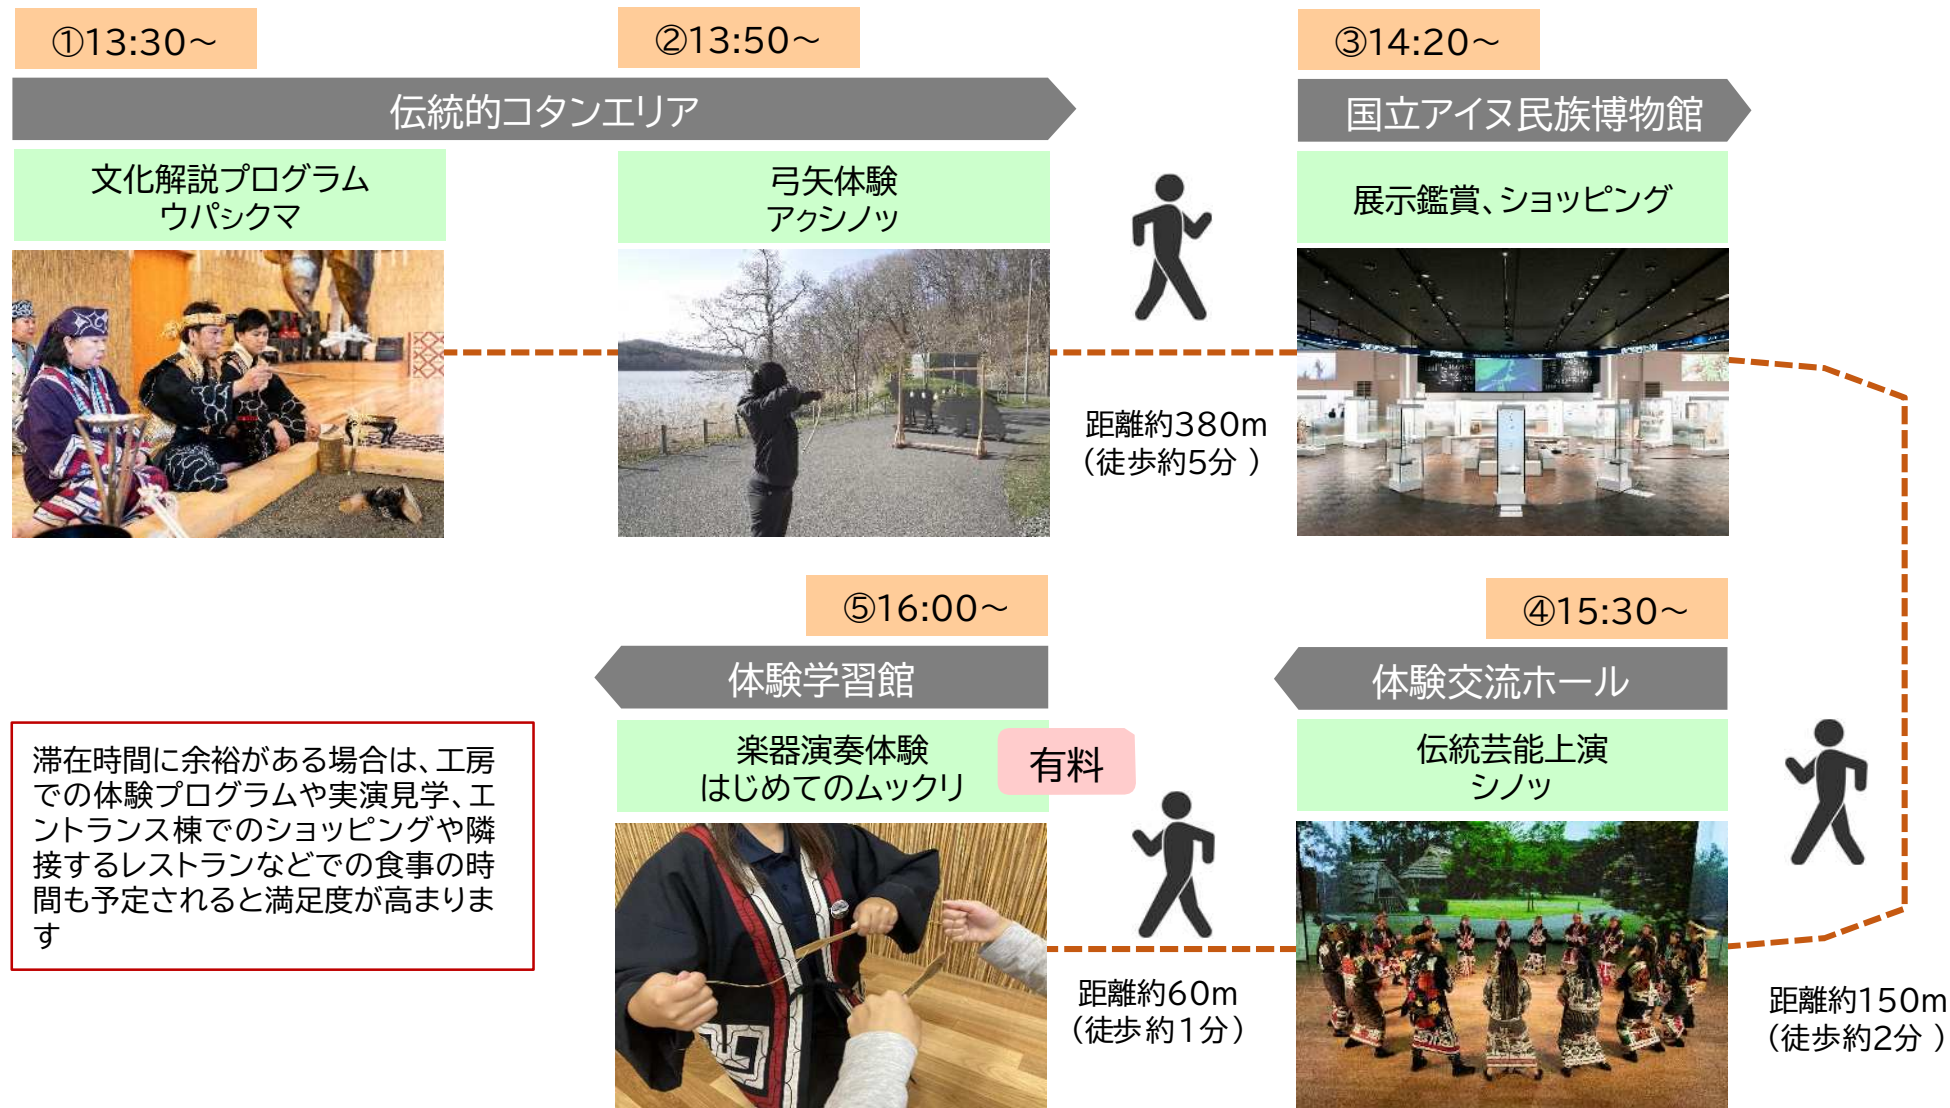 ①13:30～
②13:50～
③14:20～
伝統的コタンエリア
国立アイヌ民族博物館
文化解説プログラム
ウパㇱクマ
弓矢体験
アㇰシノッ
展示鑑賞、ショッピング
距離約380m
（徒歩約5分 ）
⑤16:00～
④15:30～
体験学習館
体験交流ホール
楽器演奏体験
はじめてのムックリ
有料
伝統芸能上演
シノッ
滞在時間に余裕がある場合は、工房
での体験プログラムや実演見学、エ
ントランス棟でのショッピングや隣
接するレストランなどでの食事の時
間も予定されると満足度が高まりま
す
距離約60m
（徒歩約1分）
距離約150m
（徒歩約2分 ）